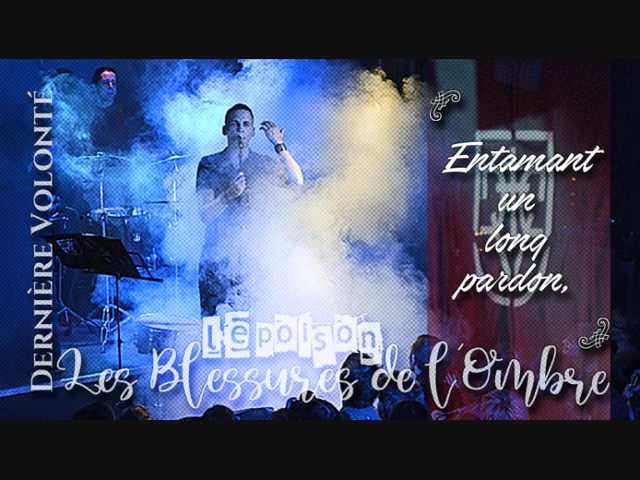 DERNIÈRE VOLONTÉ
Entamant
un
long
pardon,
Le poison
Les Blessures de l'Ombre